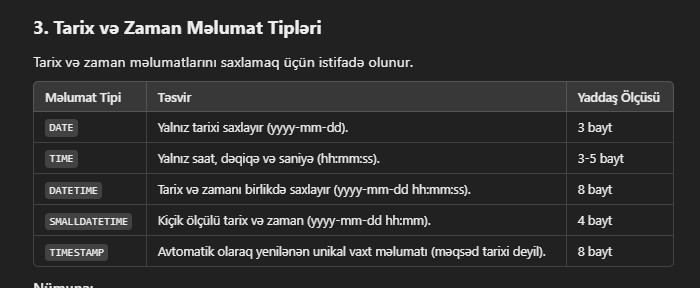 3. Tarix və Zaman Məlumat Tipləri
Tarix və zaman məlumatlarını saxlamaq üçün istifadə olunur.
Məlumat Tipi Təsvir Yaddaş Ölçüsü
DATE Yalnız tarixi saxlayır (yyyy-mm-dd). 3 bayt
TIME Yalnız saat, dəqiqə və saniyə (hh:mm:ss). 3-5 bayt
DATETIME Tarix və zamanı birlikdə saxlayır (yyyy-mm-dd hh:mm:ss). 8 bayt
SMALLDATETIME Kiçik ölçülü tarix və zaman (yyyy-mm-dd hh:mm). 4 bayt
TIMESTAMP Avtomatik olaraq yenilənən unikal vaxt məlumatı (məqsəd tarixi deyil). 8 bayt
Nümunə: